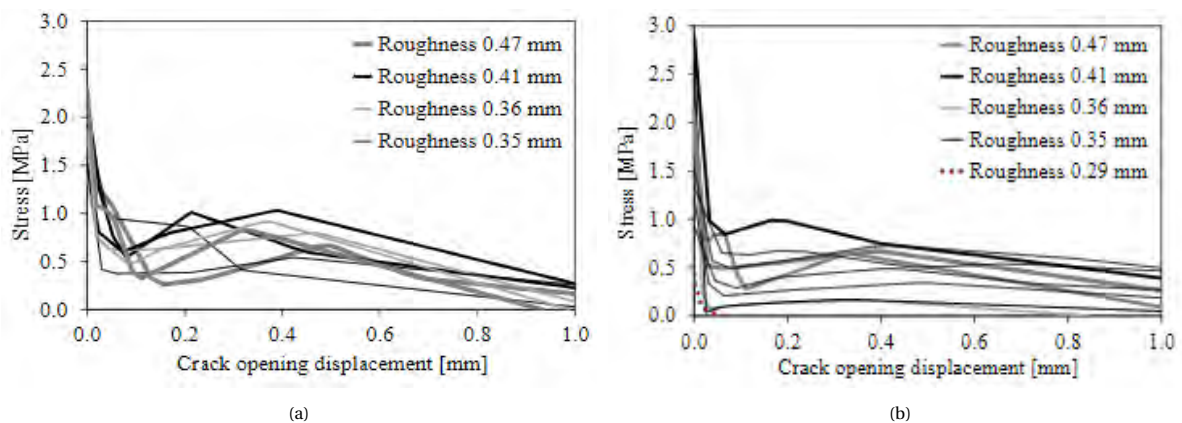 3.0
2.5
2.0
1.5
1.0
0.5
0.0
Stress [MPa]
Roughness 0.47 mm
Roughness 0.41 mm
Roughness 0.36 mm
Roughness 0.35 mm
0.0 0.2 0.4 0.6 0.8 1.0
Crack opening displacement [mm]
(a)
3.0
2.5
2.0
1.5
1.0
0.5
0.0
Stress [MPa]
Roughness 0.47 mm
Roughness 0.41 mm
Roughness 0.36 mm
Roughness 0.35 mm
Roughness 0.29 mm
0.0 0.2 0.4 0.6 0.8 1.0
Crack opening displacement [mm]
(b)